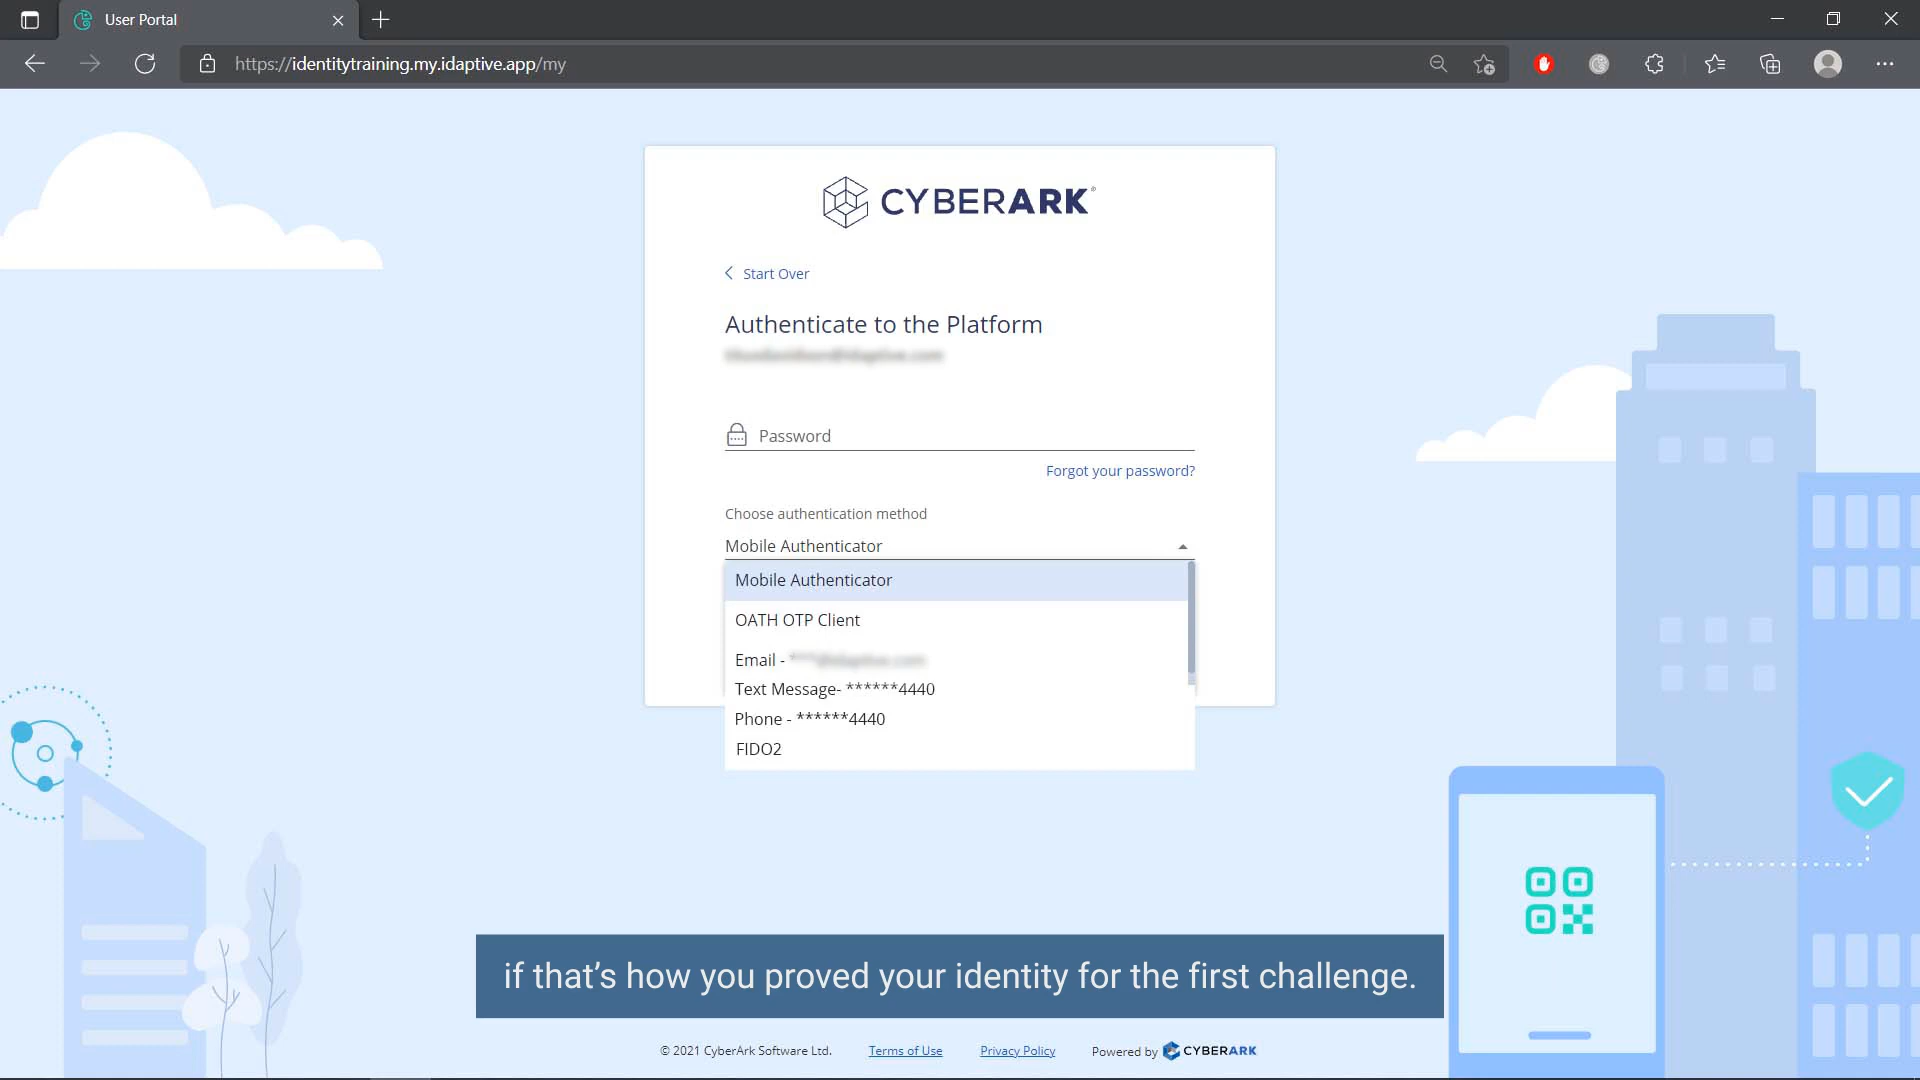 User Portal
https://identitytraining.my.idaptive.app/my
CYBERARK®
Start Over
Authenticate to the Platform
Password
Forgot your password?
Choose authentication method
Mobile Authenticator
Mobile Authenticator
OATH OTP Client
Email -
Text Message- ******4440
Phone - ******4440
FIDO2
if that’s how you proved your identity for the first challenge.
© 2021 CyberArk Software Ltd. Terms of Use Privacy Policy Powered by CYBERARK